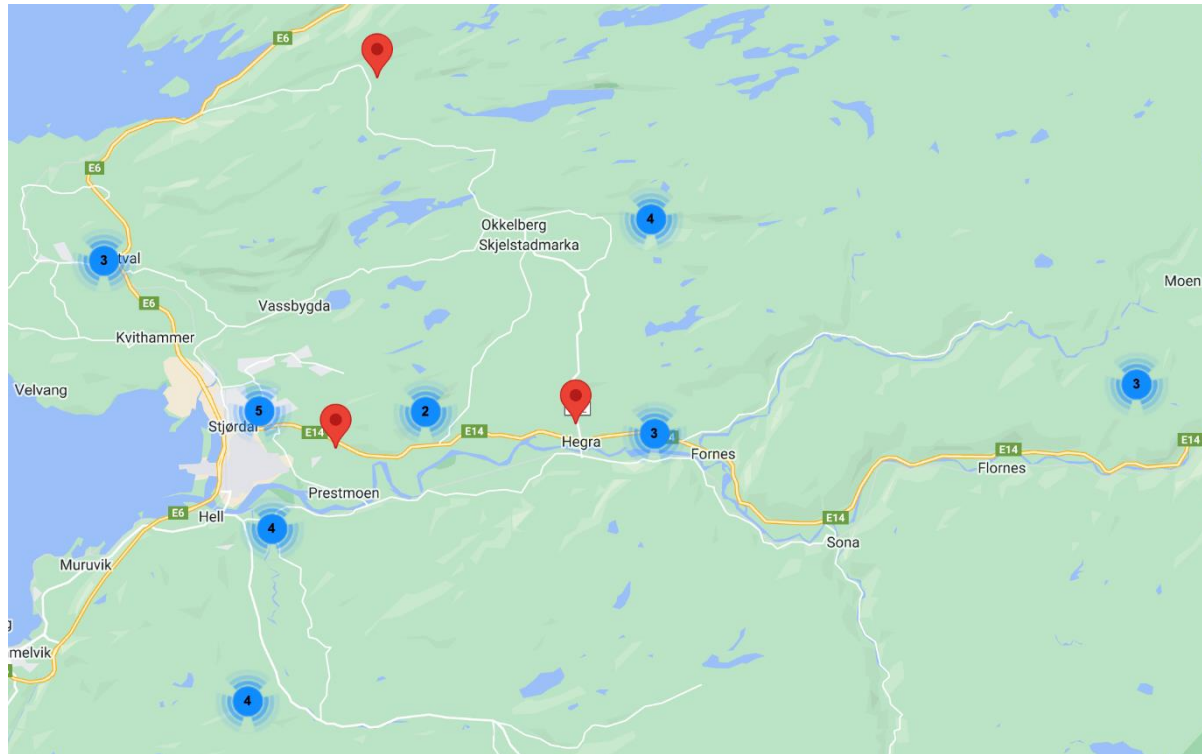 E6
E6
4
Okkelberg
Skjelstadmarka
3
tval
Moen
E6
Vassbygda
Kvithammer
3
Velvang
5
2
Stjørdal
E14
E14
3
4
E14
Hegra
Fornes
E14
Flornes
Prestmoen
E6
Hell
4
E14
Sona
Muruvik
melvik
4